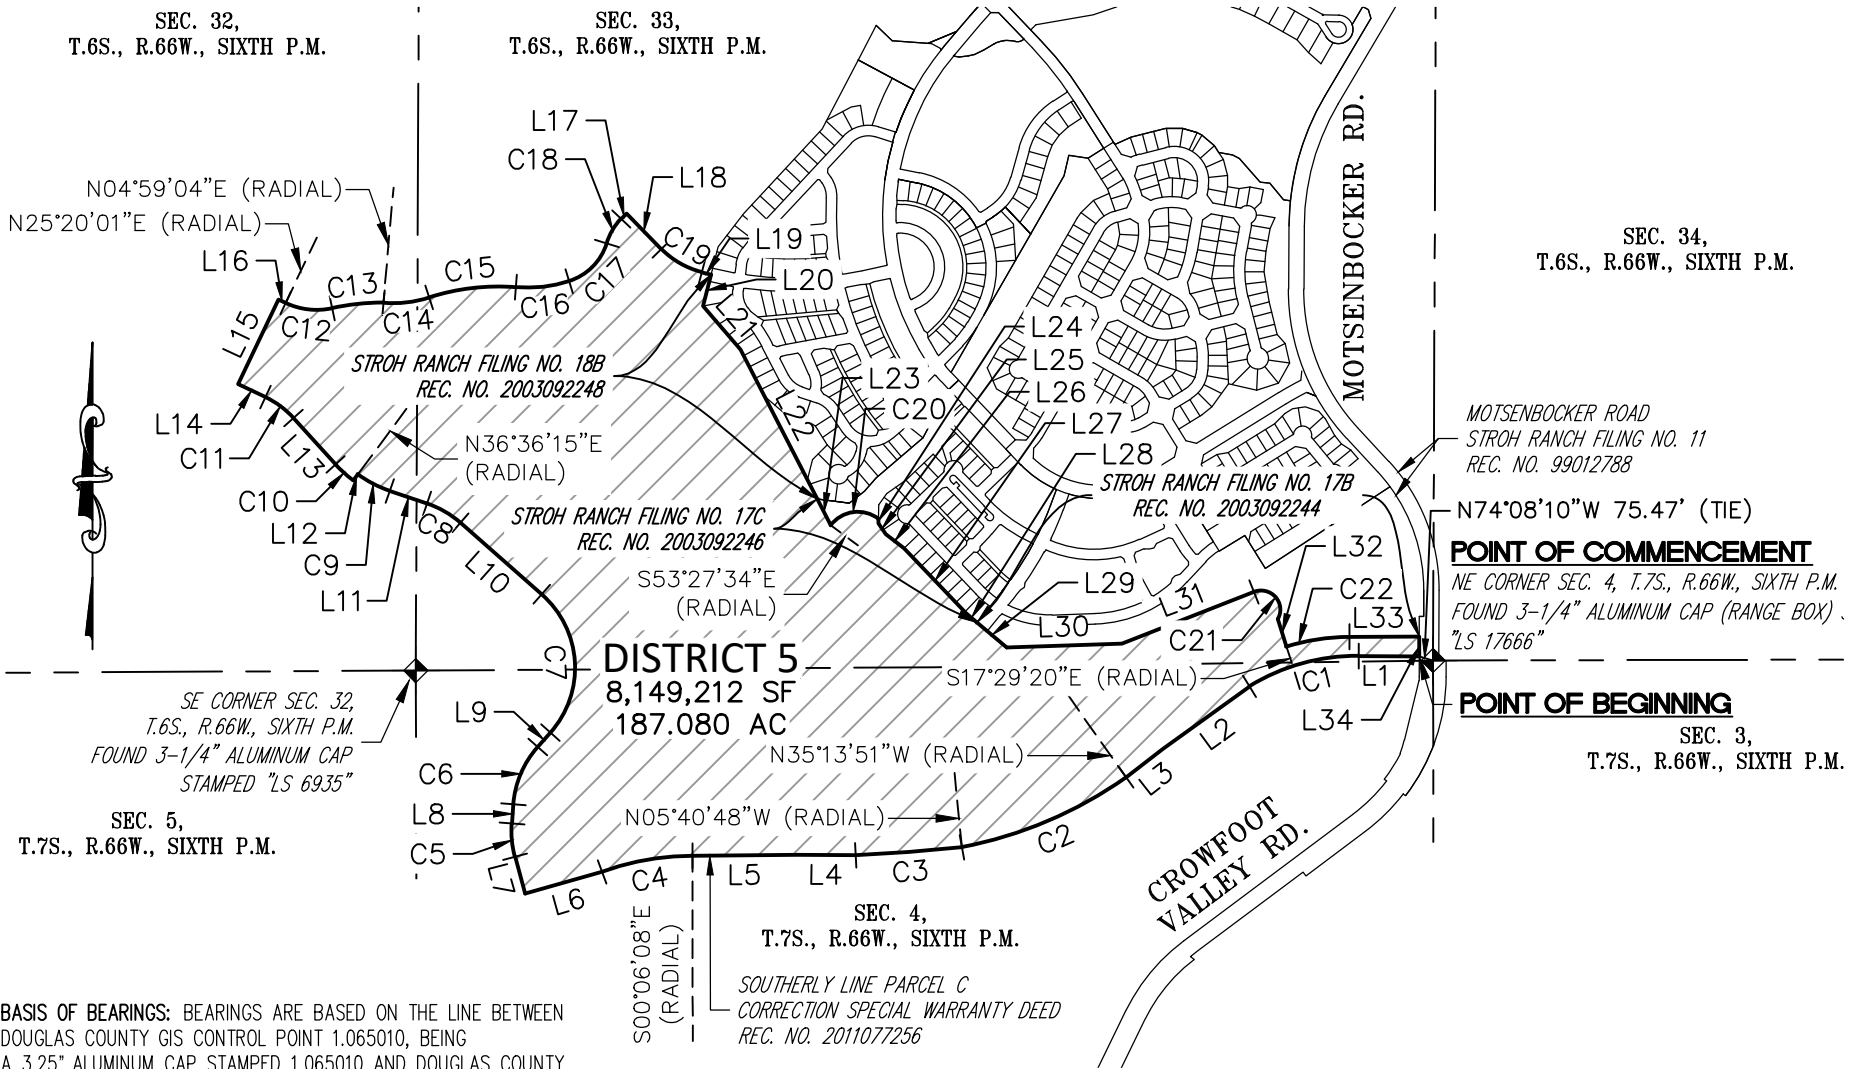 SEC. 32,
T.6S., R.66W., SIXTH P.M.
SEC. 33,
T.6S., R.66W., SIXTH P.M.
L17
C18
L18
N04°59'04"E (RADIAL)
N25°20'01"E (RADIAL)
L16
C13
C15
C17
C19
L19
L20
C12
C14
C16
L15
L21
MOTSENBOCKER RD.
SEC. 34,
T.6S., R.66W., SIXTH P.M.
STROH RANCH FILING NO. 18B
REC. NO. 2003092248
L24
L25
L23
L26
C20
L27
L22
L28
L14
C11
L13
N36°36'15"E
(RADIAL)
C10
L12
C9
C8
L11
L10
MOTSENBOCKER ROAD
STROH RANCH FILING NO. 11
REC. NO. 99012788
STROH RANCH FILING NO. 17B
REC. NO. 2003092244
STROH RANCH FILING NO. 17C
REC. NO. 2003092246
N74°08'10"W 75.47' (TIE)
POINT OF COMMENCEMENT
NE CORNER SEC. 4, T.7S., R.66W., SIXTH P.M.
FOUND 3-1/4" ALUMINUM CAP (RANGE BOX)
"LS 17666"
S53°27'34"E
(RADIAL)
L29
L31
L32
C22
L30
C21
L33
C7
DISTRICT 5
8,149,212 SF
187.080 AC
S17°29'20"E (RADIAL)
C1
L1
L34
POINT OF BEGINNING
SEC. 3,
T.7S., R.66W., SIXTH P.M.
SE CORNER SEC. 32,
T.6S., R.66W., SIXTH P.M.
FOUND 3-1/4" ALUMINUM CAP
STAMPED "LS 6935"
L9
C6
L8
C5
L7
N35°13'51"W (RADIAL)
L2
L3
N05°40'48"W (RADIAL)
SEC. 5,
T.7S., R.66W., SIXTH P.M.
L6
C4
L5
L4
C3
C2
CROWFOOT
VALLEY RD.
SEC. 4,
T.7S., R.66W., SIXTH P.M.
S00°06'08"E
(RADIAL)
SOUTHERLY LINE PARCEL C
CORRECTION SPECIAL WARRANTY DEED
REC. NO. 2011077256
BASIS OF BEARINGS: BEARINGS ARE BASED ON THE LINE BETWEEN
DOUGLAS COUNTY GIS CONTROL POINT 1.065010, BEING
A 3.25" ALUMINUM CAP STAMPED 1.065010 AND DOUGLAS COUNTY